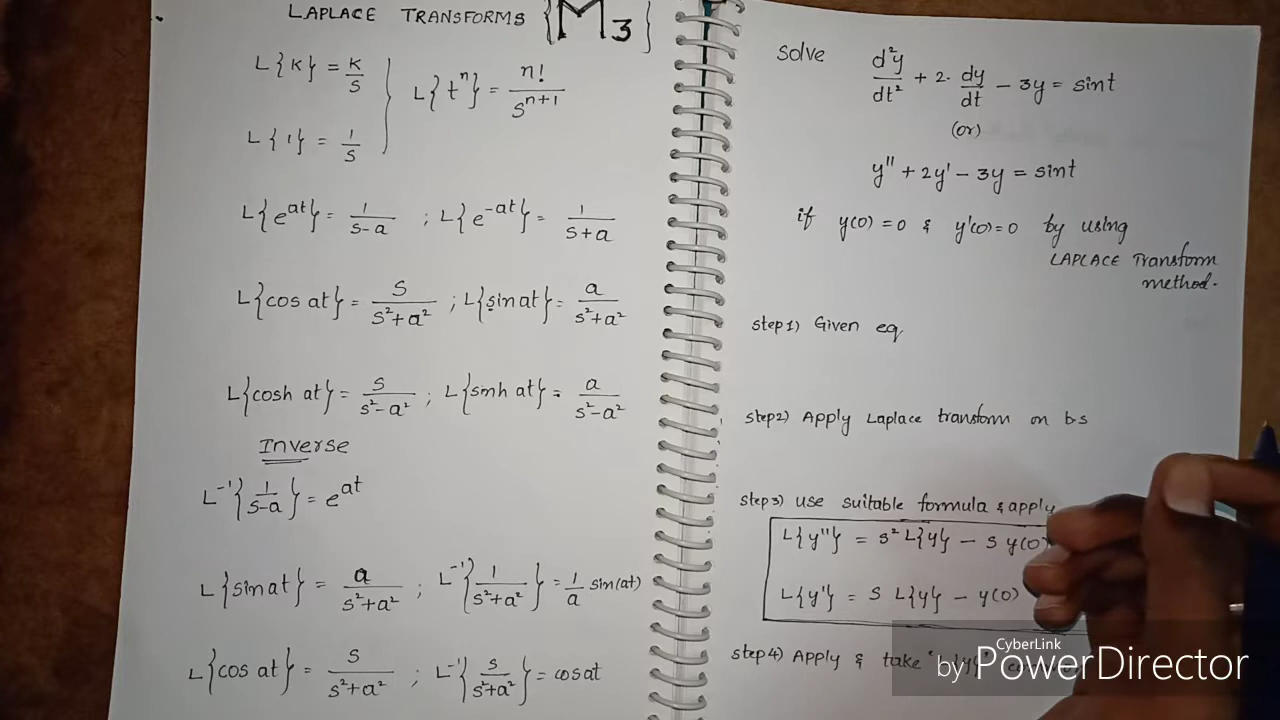 LAPLACE TRANSFORMS {M3}
L{K} = K/S
L{1} = 1/S
L{t^n} = n!/S^(n+1)
L{e^at} = 1/(S-a) ; L{e^-at} = 1/(S+a)
L{cos at} = S/(S²+a²) ; L{sin at} = a/(S²+a²)
L{cosh at} = S/(S²-a²) ; L{sinh at} = a/(S²-a²)
Inverse
L⁻¹{1/(S-a)} = e^at
L{sin at} = a/(S²+a²) ; L⁻¹{1/(S²+a²)} = 1/a sin(at)
L{cos at} = S/(S²+a²) ; L⁻¹{S/(S²+a²)} = cosat
Solve d²y/dt² + 2. dy/dt - 3y = sint
(or)
y" + 2y' - 3y = sint
if y(0) = 0 & y'(0) = 0 by using
LAPLACE Transform
method.
Step1) Given eq
Step2) Apply Laplace transform on b.s
Step3) Use suitable formula & apply
L{y"} = S² L{y} - S y(0)
L{y'} = S L{y} - y(0)
Step4) Apply & take
CyberLink
by PowerDirector